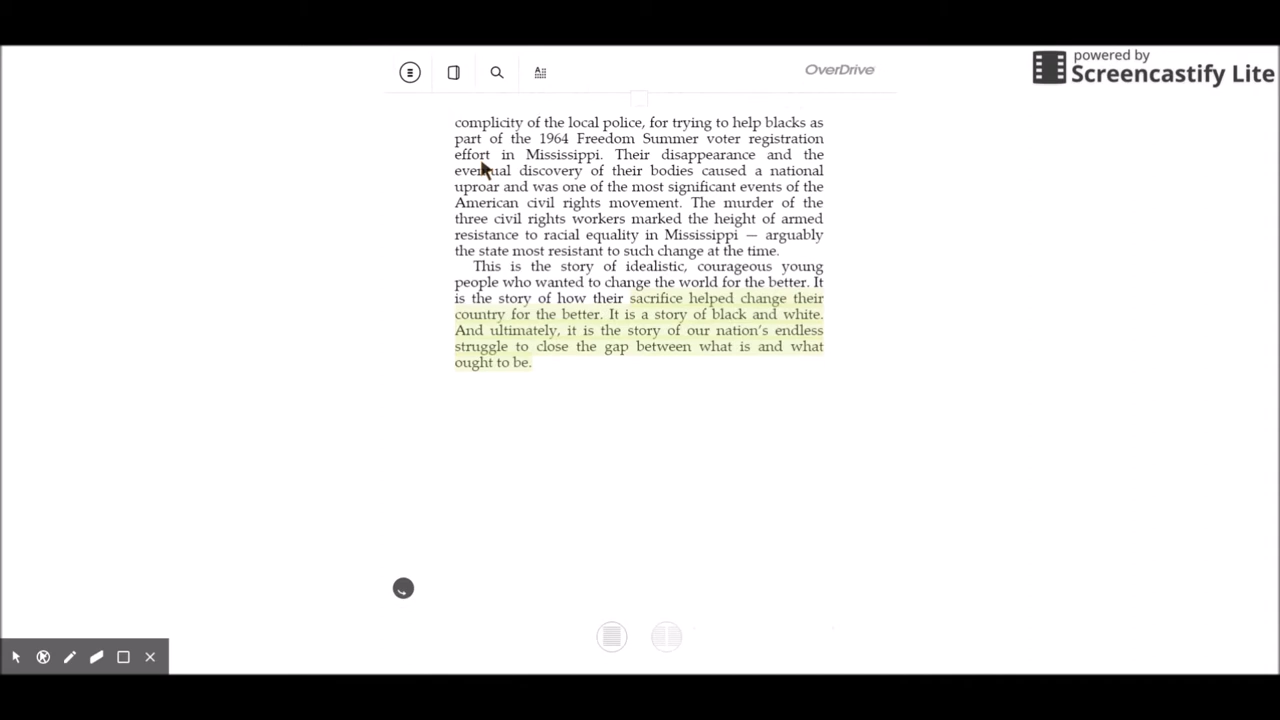 powered by
Screencastify Lite
OverDrive
complicity of the local police, for trying to help blacks as
part of the 1964 Freedom Summer voter registration
effort in Mississippi. Their disappearance and the
eventual discovery of their bodies caused a national
uproar and was one of the most significant events of the
American civil rights movement. The murder of the
three civil rights workers marked the height of armed
resistance to racial equality in Mississippi — arguably
the state most resistant to such change at the time.
This is the story of idealistic, courageous young
people who wanted to change the world for the better. It
is the story of how their sacrifice helped change their
country for the better. It is a story of black and white.
And ultimately, it is the story of our nation's endless
struggle to close the gap between what is and what
ought to be.